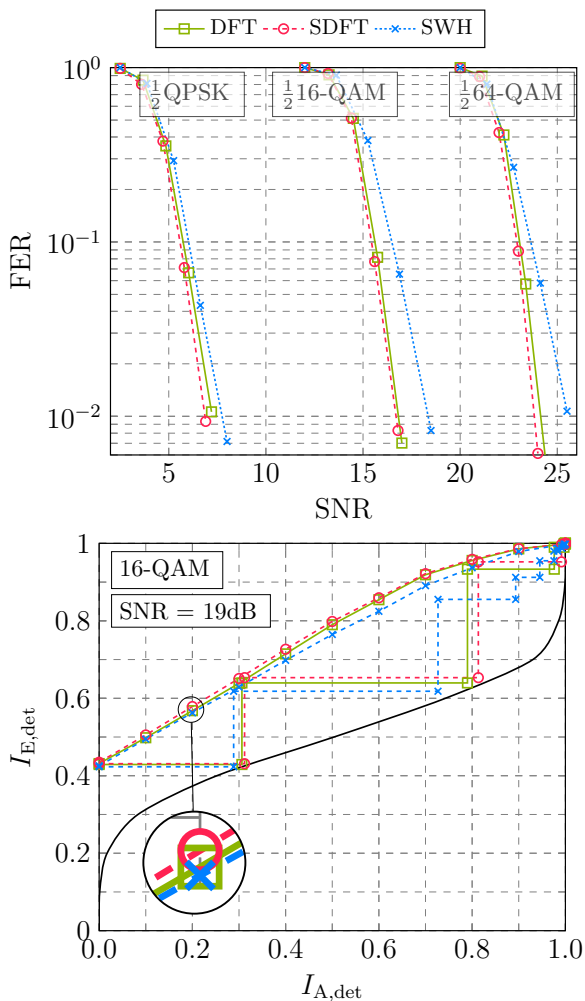 DFT SDFT SWH
10^0
1/2 QPSK 1/2 16-QAM 1/2 64-QAM
FER
10^−1
10^−2
5 10 15 20 25
SNR
1.0
16-QAM
SNR = 19dB
0.8
0.6
I_E,det
0.4
0.2
0
0.0 0.2 0.4 0.6 0.8 1.0
I_A,det